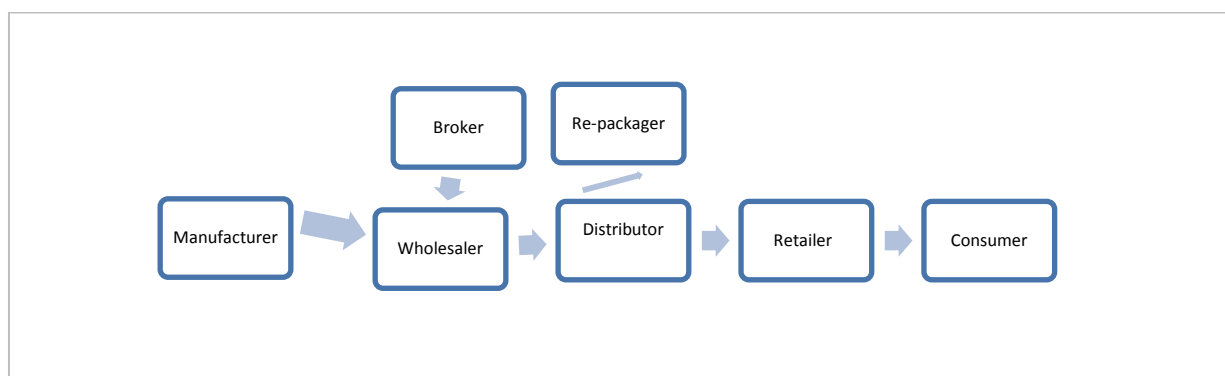 Broker
Re-packager
Manufacturer
Wholesaler
Distributor
Retailer
Consumer